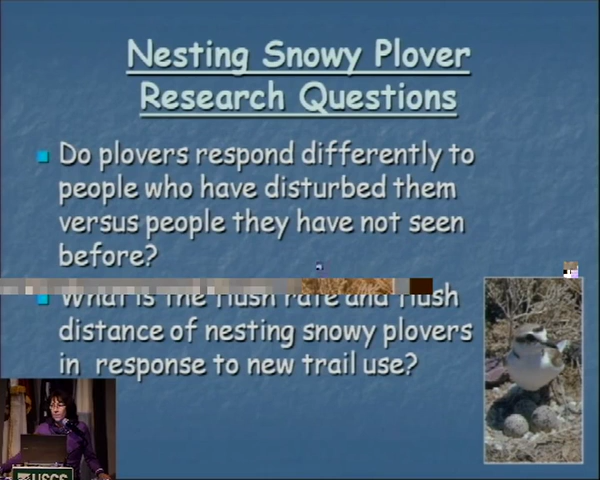 Nesting Snowy Plover
Research Questions
Do plovers respond differently to
people who have disturbed them
versus people they have not seen
before?
What is the flush rate and flush
distance of nesting snowy plovers
in response to new trail use?
USGS